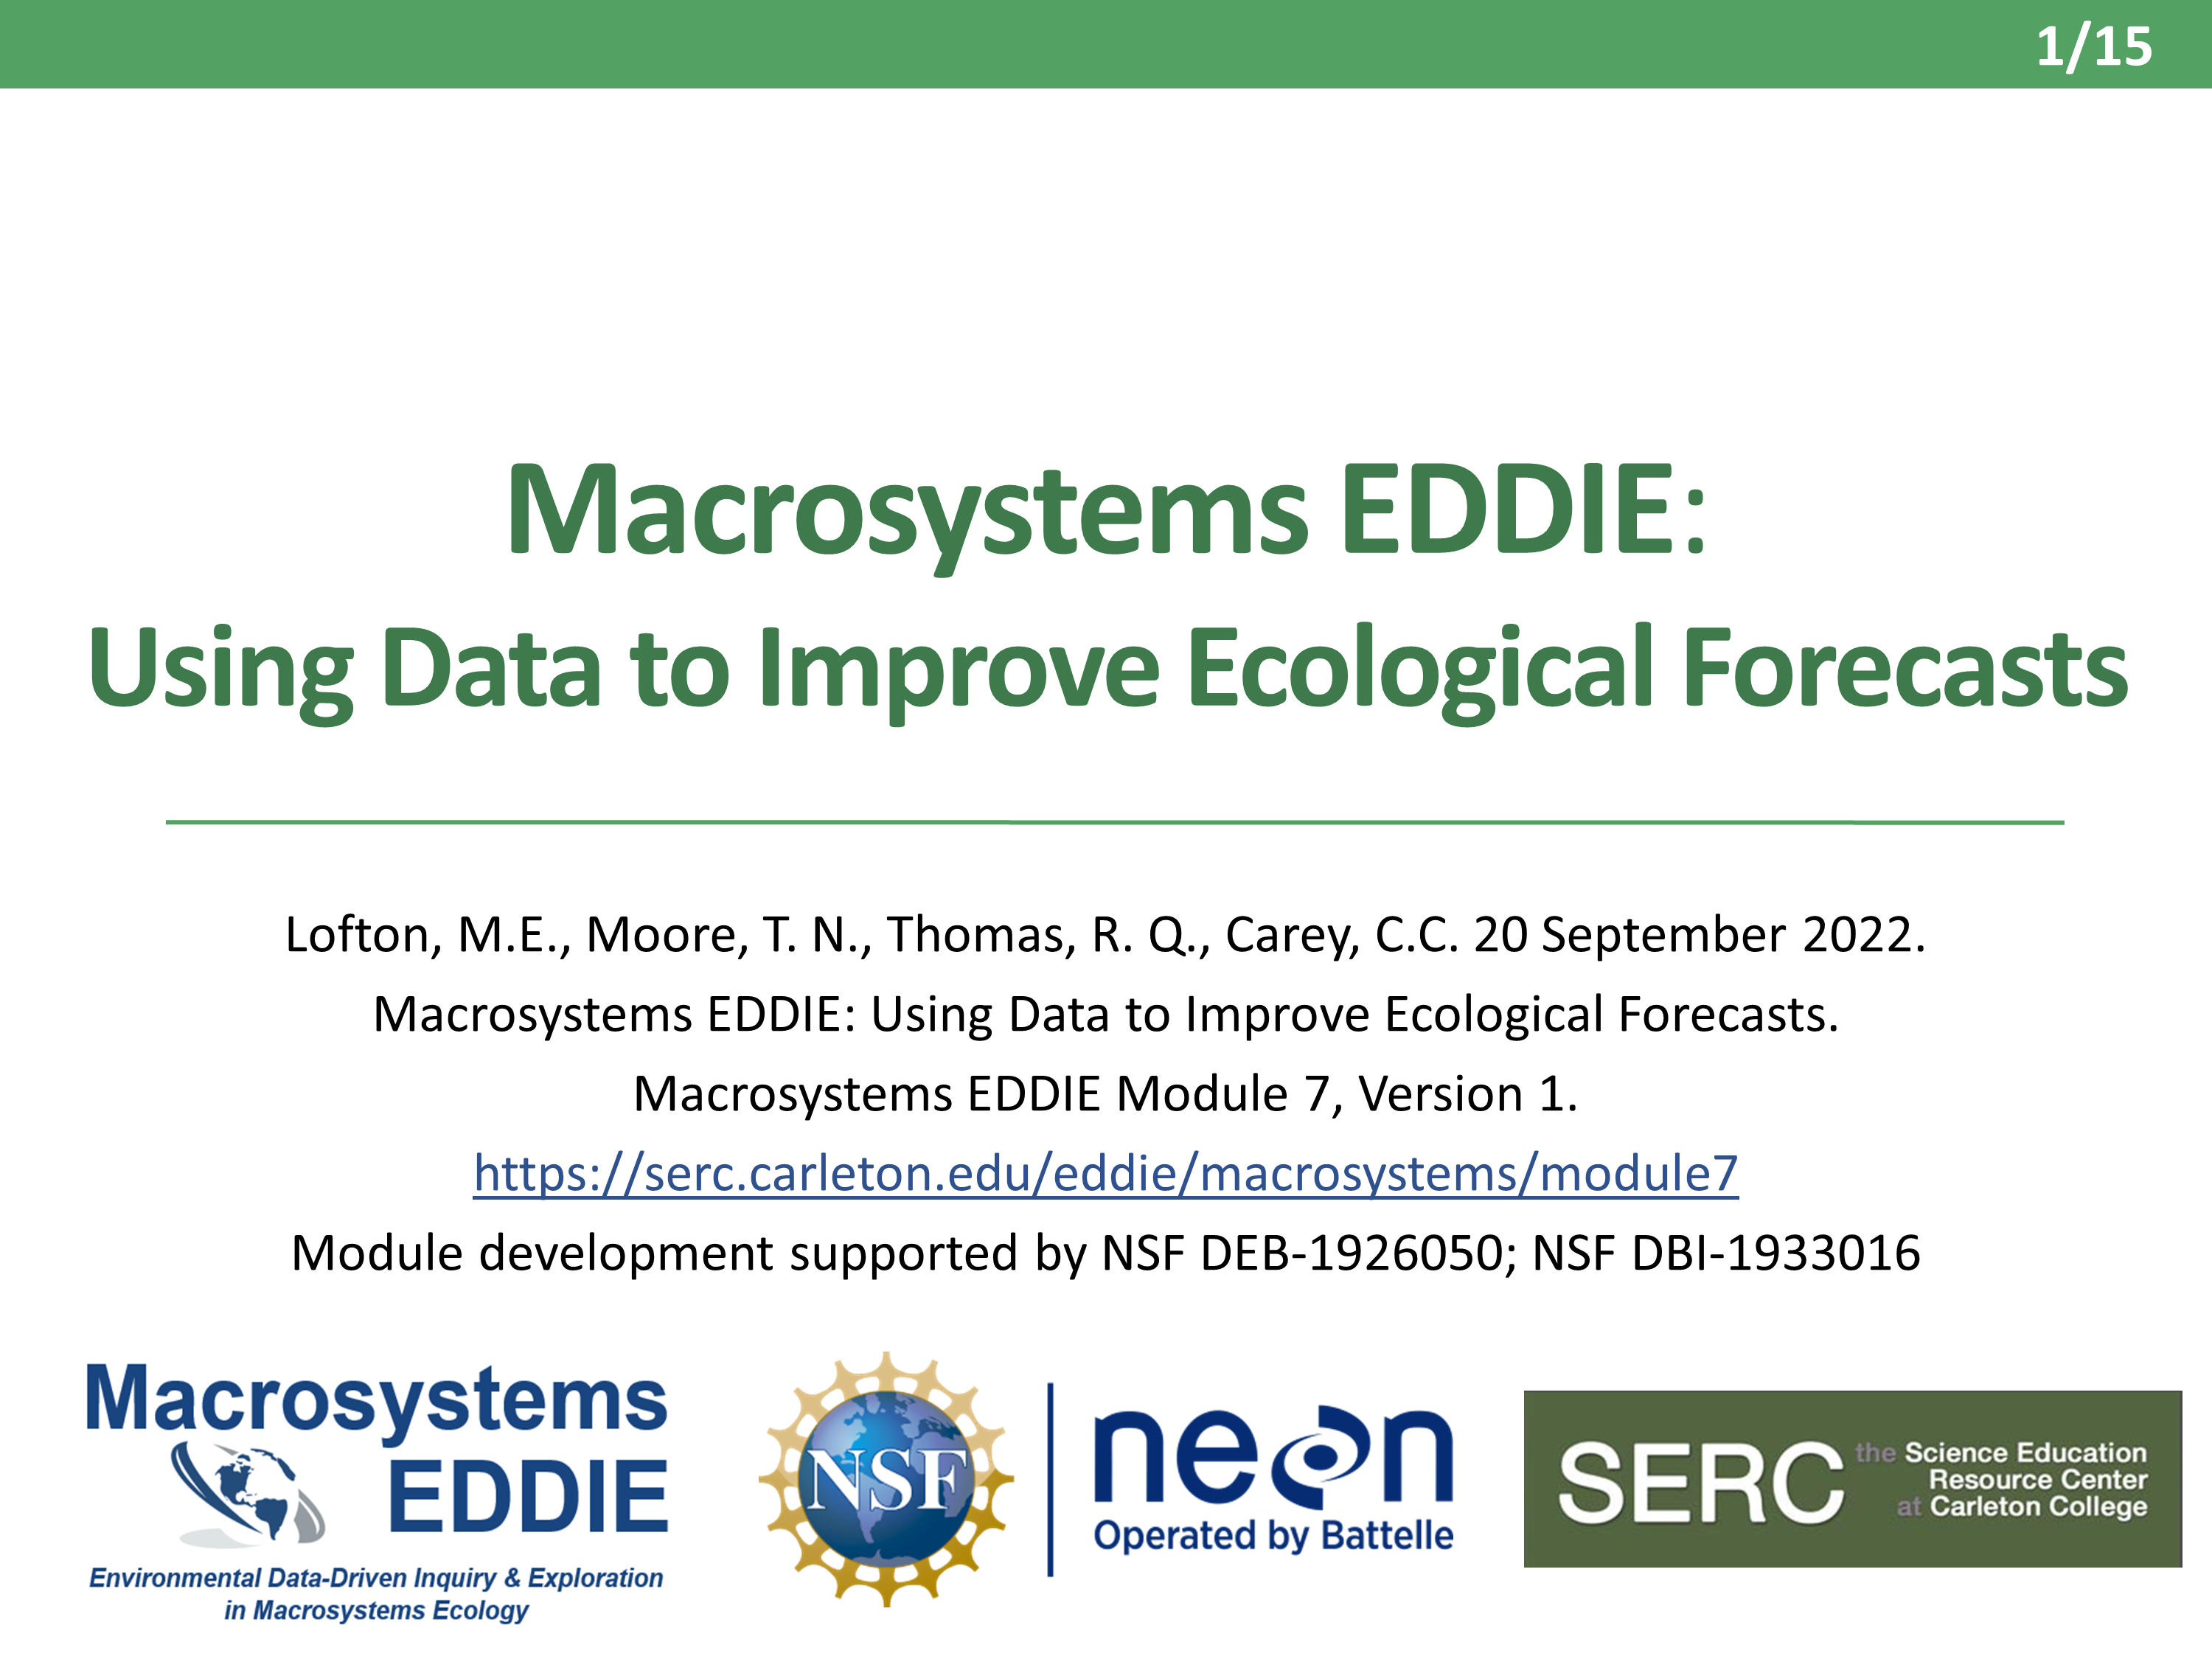 1/15
Macrosystems EDDIE:
Using Data to Improve Ecological Forecasts
Lofton, M.E., Moore, T. N., Thomas, R. Q., Carey, C.C. 20 September 2022.
Macrosystems EDDIE: Using Data to Improve Ecological Forecasts.
Macrosystems EDDIE Module 7, Version 1.
https://serc.carleton.edu/eddie/macrosystems/module7
Module development supported by NSF DEB-1926050; NSF DBI-1933016
Macrosystems
EDDIE
Environmental Data-Driven Inquiry & Exploration
in Macrosystems Ecology
NSF
neon
Operated by Battelle
SERC
the Science Education
Resource Center
at Carleton College